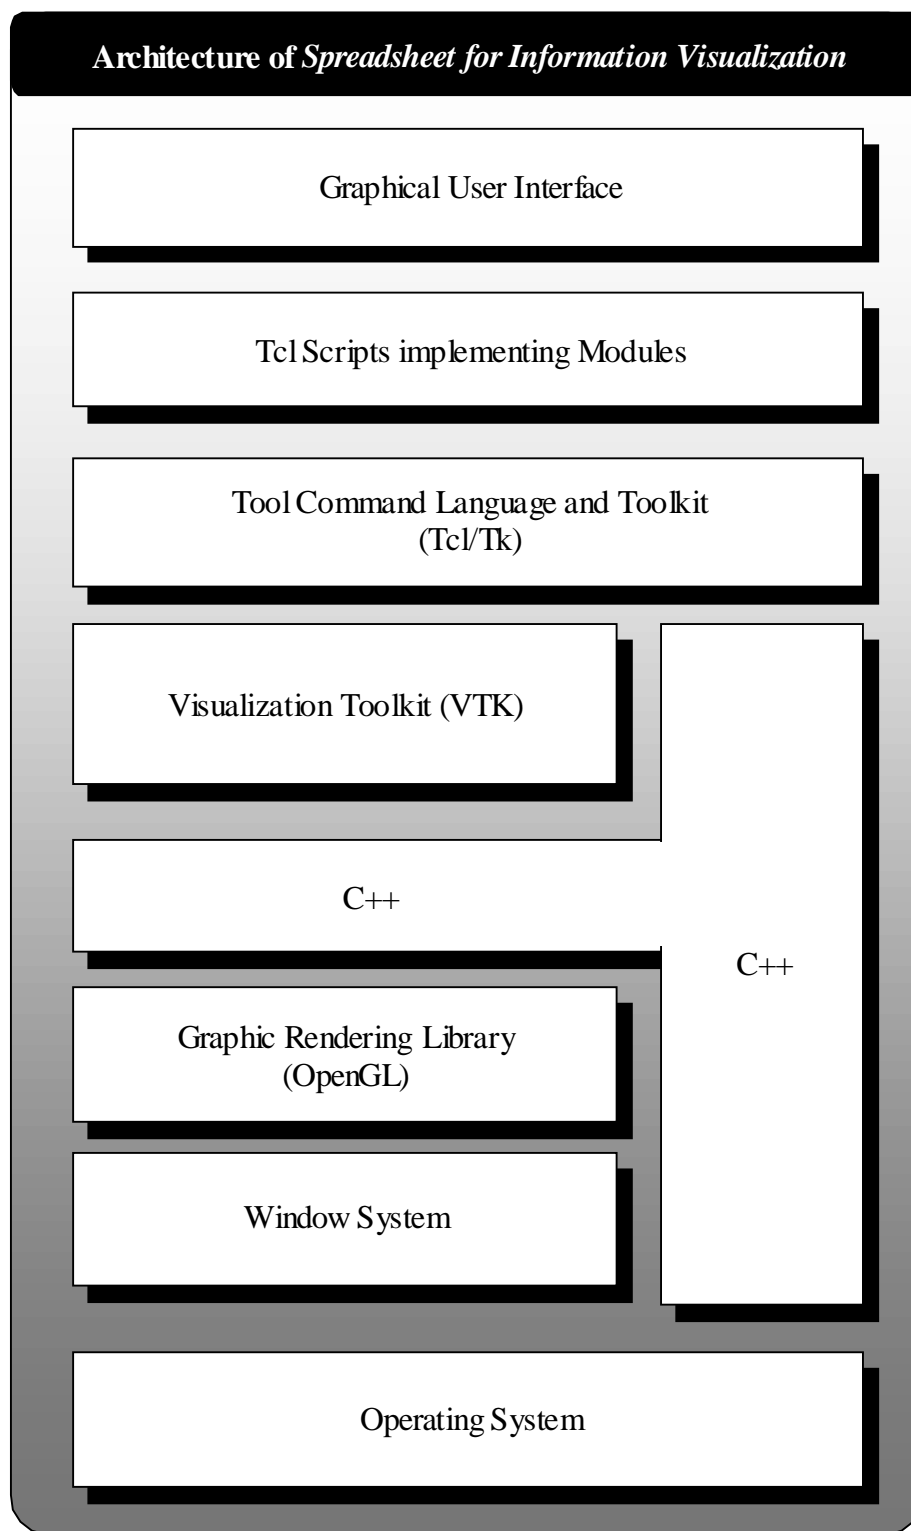 Architecture of Spreadsheet for Information Visualization
Graphical User Interface
Tcl Scripts implementing Modules
Tool Command Language and Toolkit
(Tcl/Tk)
Visualization Toolkit (VTK)
C++
C++
Graphic Rendering Library
(OpenGL)
Window System
Operating System